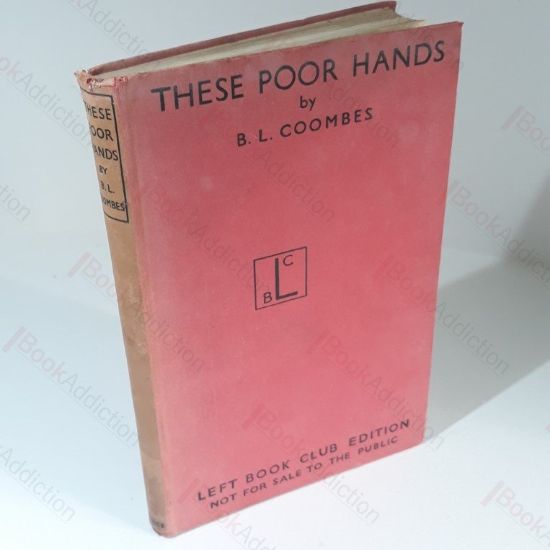 THESE POOR HANDS
by
B. L. COOMBES
L
B C
LEFT BOOK CLUB EDITION
NOT FOR SALE TO THE PUBLIC
THESE
POOR
HANDS
BY
B. L.
COOMBES
BookAddiction